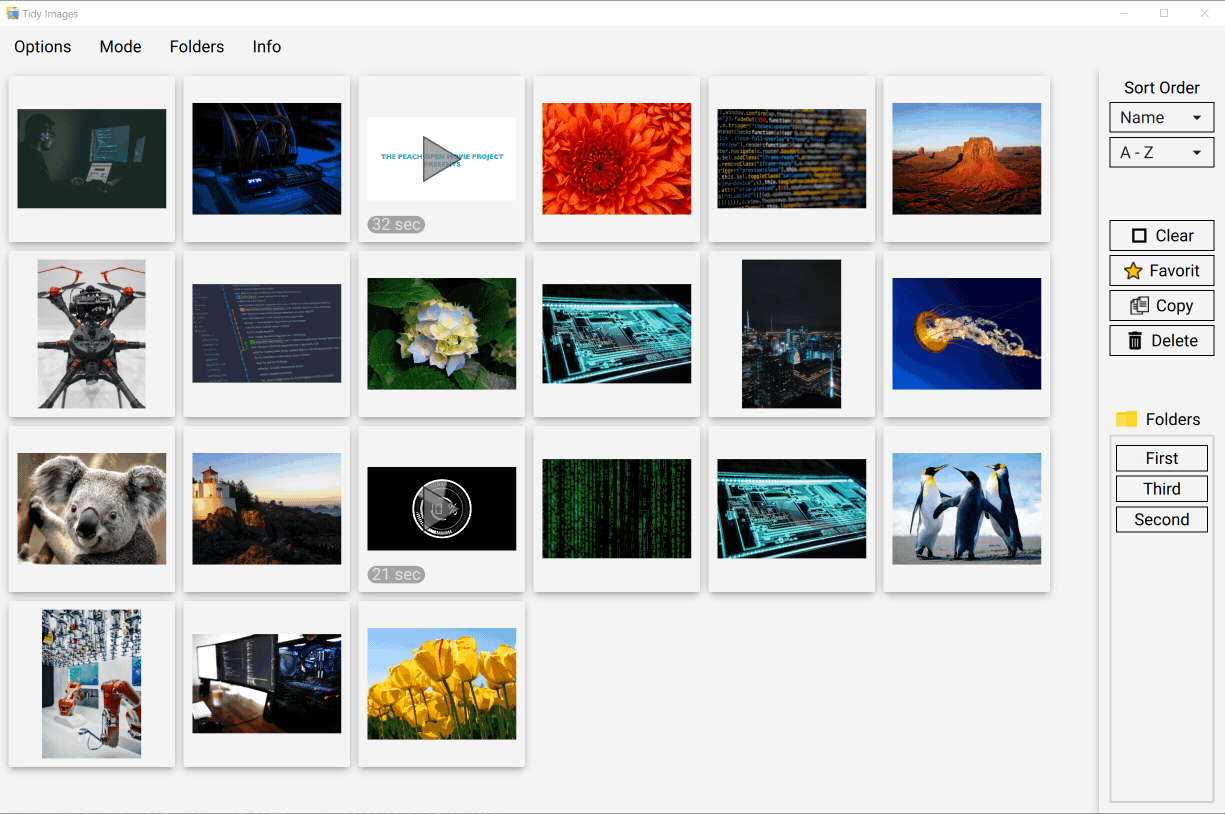 Tidy Images
Options Mode Folders Info
Sort Order
Name
A - Z
THE PEACH OPEN MOVIE PROJECT
PRESENTS
32 sec
Clear
Favorit
Copy
Delete
Folders
First
Third
Second
21 sec